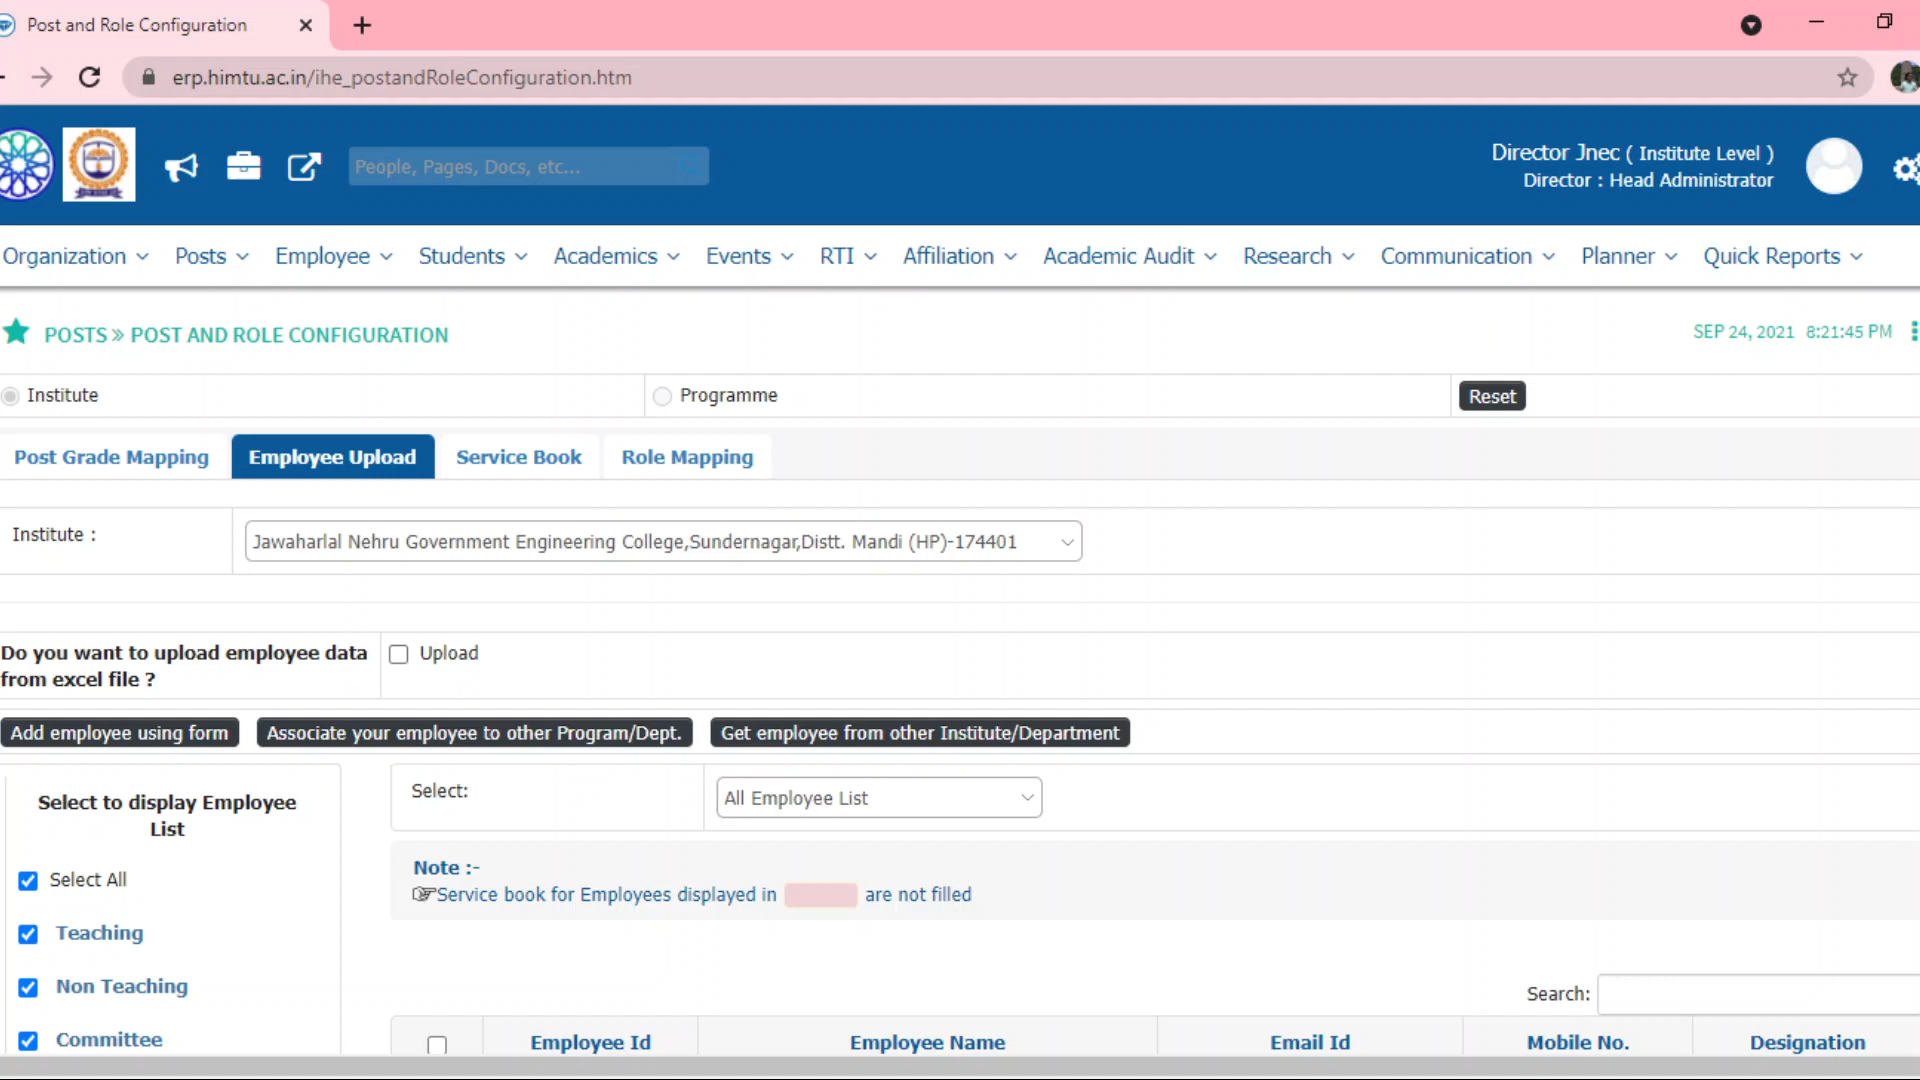 Post and Role Configuration
erp.himtu.ac.in/ihe_postandRoleConfiguration.htm
People, Pages, Docs, etc...
Director Jnec ( Institute Level )
Director : Head Administrator
Organization Posts Employee Students Academics Events RTI Affiliation Academic Audit Research Communication Planner Quick Reports
POSTS » POST AND ROLE CONFIGURATION
SEP 24, 2021 8:21:45 PM
Institute Programme Reset
Post Grade Mapping Employee Upload Service Book Role Mapping
Institute : Jawaharlal Nehru Government Engineering College,Sundernagar,Distt. Mandi (HP)-174401
Do you want to upload employee data
from excel file ?
Upload
Add employee using form Associate your employee to other Program/Dept. Get employee from other Institute/Department
Select to display Employee
List
Select All
Teaching
Non Teaching
Committee
Select: All Employee List
Note :-
☞Service book for Employees displayed in are not filled
Search:
Employee Id Employee Name Email Id Mobile No. Designation